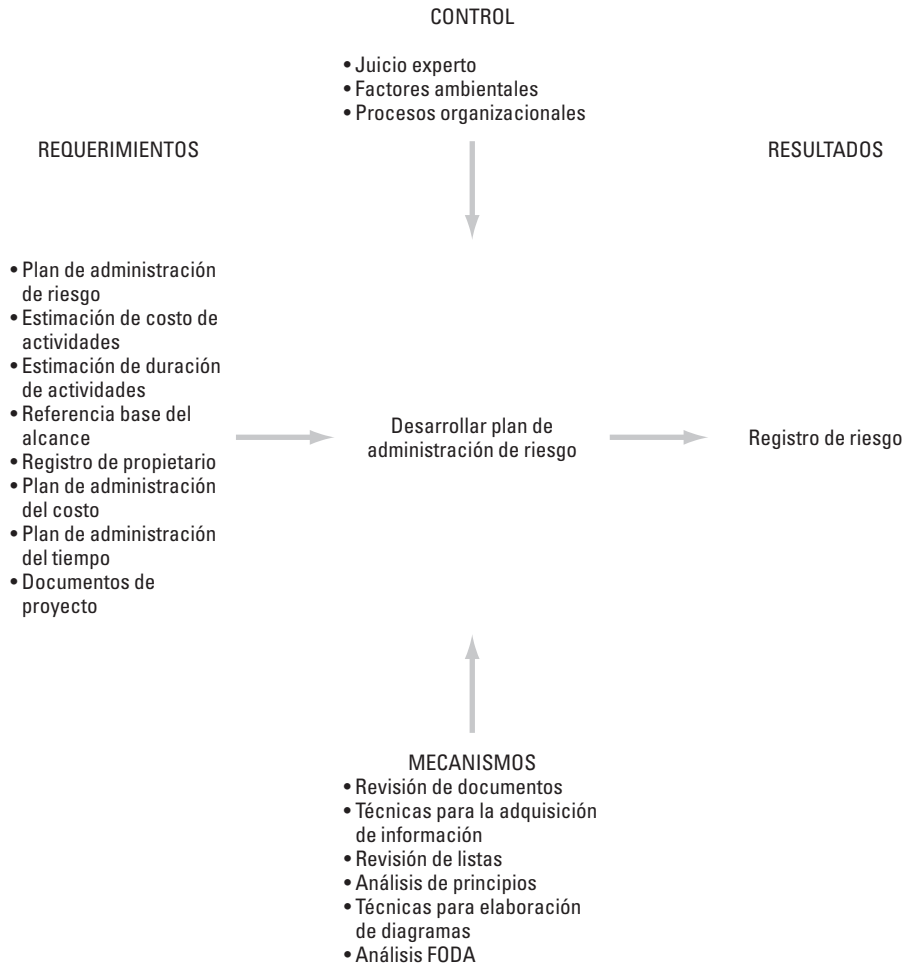 CONTROL
• Juicio experto
• Factores ambientales
• Procesos organizacionales
REQUERIMIENTOS
RESULTADOS
• Plan de administración
de riesgo
• Estimación de costo de
actividades
• Estimación de duración
de actividades
• Referencia base del
alcance
• Registro de propietario
• Plan de administración
del costo
• Plan de administración
del tiempo
• Documentos de
proyecto
Desarrollar plan de
administración de riesgo
Registro de riesgo
MECANISMOS
• Revisión de documentos
• Técnicas para la adquisición
de información
• Revisión de listas
• Análisis de principios
• Técnicas para elaboración
de diagramas
• Análisis FODA